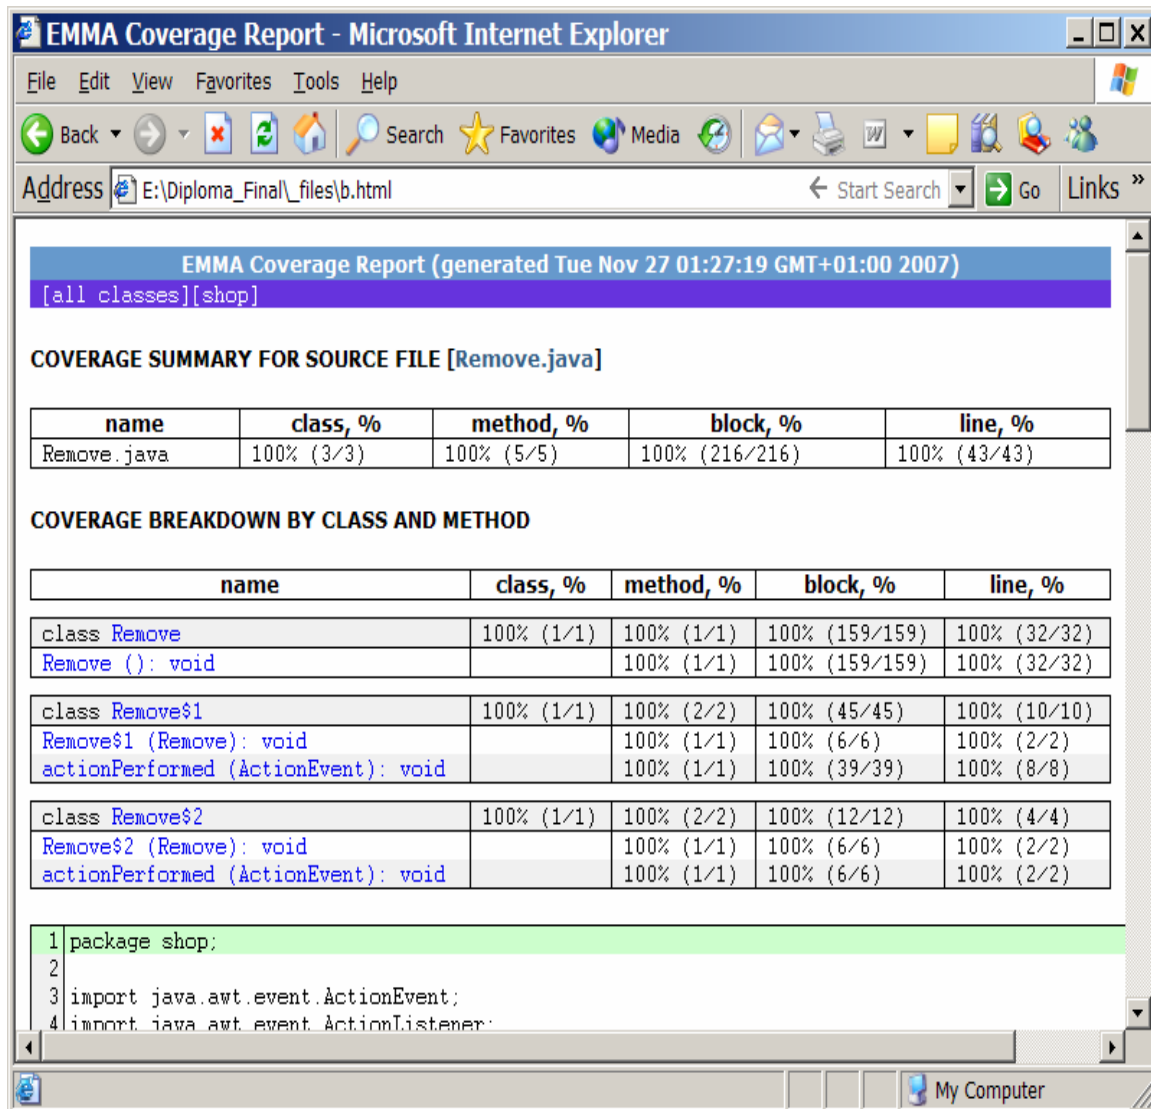 EMMA Coverage Report - Microsoft Internet Explorer
File Edit View Favorites Tools Help
Back Search Favorites Media
Address E:\Diploma_Final\_files\b.html Start Search Go Links »
EMMA Coverage Report (generated Tue Nov 27 01:27:19 GMT+01:00 2007)
[all classes][shop]
COVERAGE SUMMARY FOR SOURCE FILE [Remove.java]
name class, % method, % block, % line, %
Remove.java 100% (3/3) 100% (5/5) 100% (216/216) 100% (43/43)
COVERAGE BREAKDOWN BY CLASS AND METHOD
name class, % method, % block, % line, %
class Remove 100% (1/1) 100% (1/1) 100% (159/159) 100% (32/32)
Remove (): void 100% (1/1) 100% (159/159) 100% (32/32)
class Remove$1 100% (1/1) 100% (2/2) 100% (45/45) 100% (10/10)
Remove$1 (Remove): void 100% (1/1) 100% (6/6) 100% (2/2)
actionPerformed (ActionEvent): void 100% (1/1) 100% (39/39) 100% (8/8)
class Remove$2 100% (1/1) 100% (2/2) 100% (12/12) 100% (4/4)
Remove$2 (Remove): void 100% (1/1) 100% (6/6) 100% (2/2)
actionPerformed (ActionEvent): void 100% (1/1) 100% (6/6) 100% (2/2)
1 package shop;
2
3 import java.awt.event.ActionEvent;
4 import java.awt.event.ActionListener;
My Computer